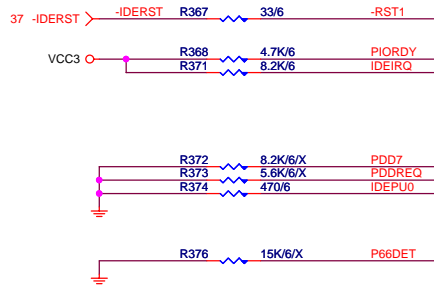 37 -IDERST -IDERST R367 33/6 -RST1
VCC3 R368 4.7K/6 PIORDY
R371 8.2K/6 IDEIRQ
R372 8.2K/6/X PDD7
R373 5.6K/6/X PDDREQ
R374 470/6 IDEPU0
R376 15K/6/X P66DET